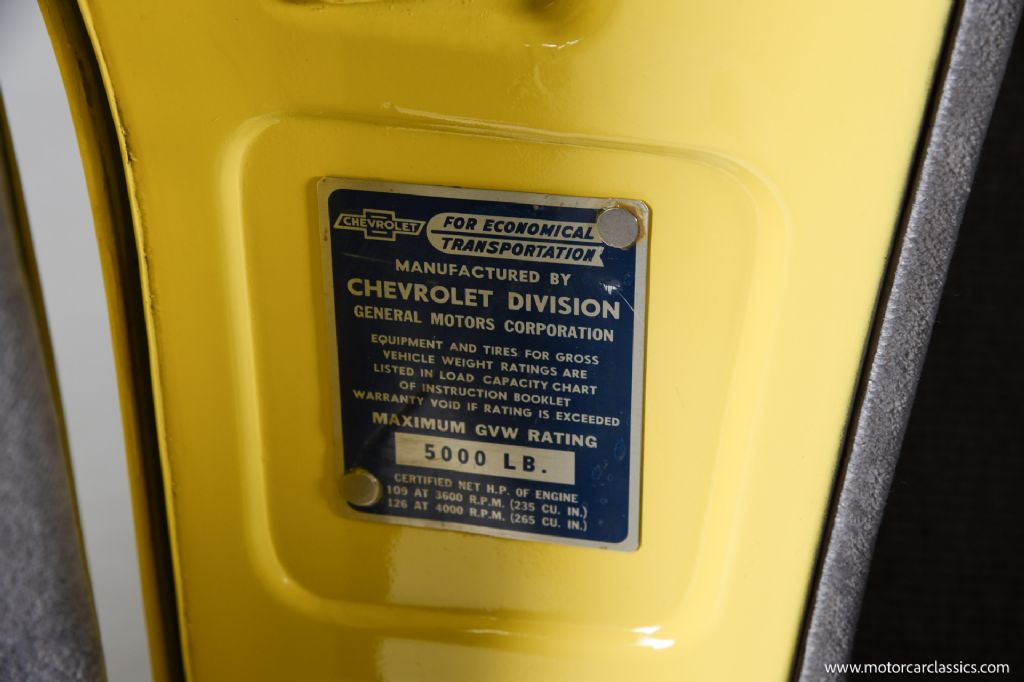 CHEVROLET
FOR ECONOMICAL
TRANSPORTATION
MANUFACTURED BY
CHEVROLET DIVISION
GENERAL MOTORS CORPORATION
EQUIPMENT AND TIRES FOR GROSS
VEHICLE WEIGHT RATINGS ARE
LISTED IN LOAD CAPACITY CHART
OF INSTRUCTION BOOKLET
WARRANTY VOID IF RATING IS EXCEEDED
MAXIMUM GVW RATING
5000 LB.
CERTIFIED NET H.P. OF ENGINE
109 AT 3600 R.P.M. (235 CU. IN.)
126 AT 4000 R.P.M. (265 CU. IN.)
www.motorcarclassics.com